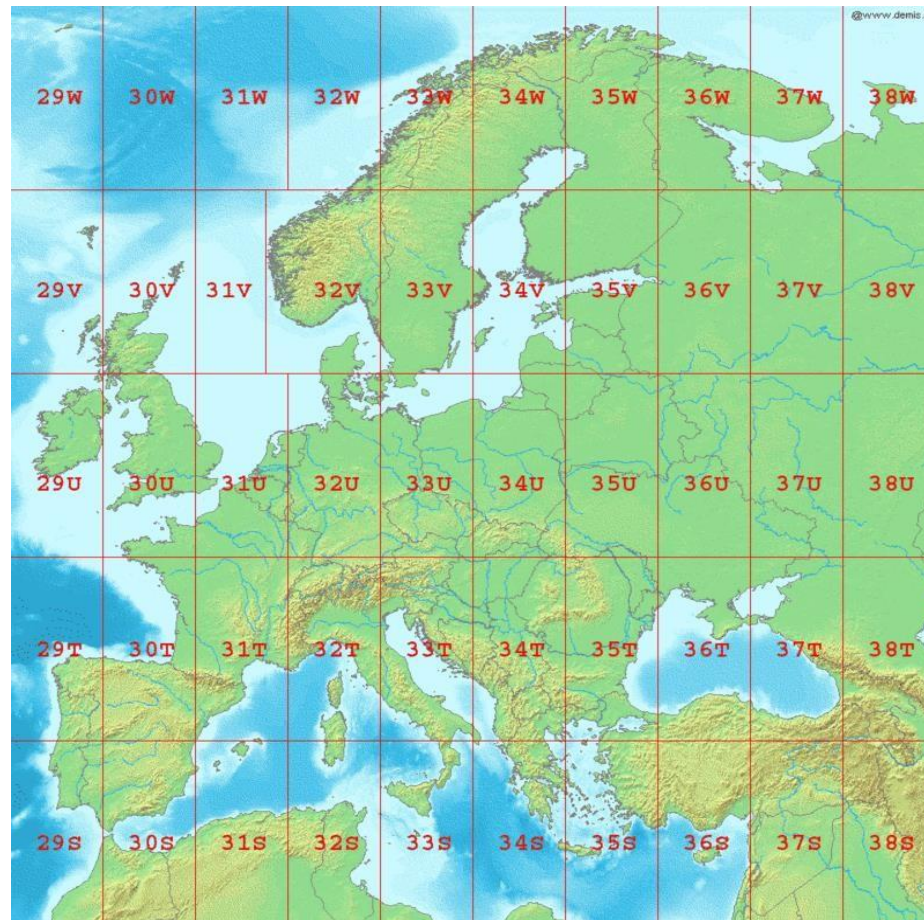 @www.demis.
29W 30W 31W 32W 33W 34W 35W 36W 37W 38W
29V 30V 31V 32V 33V 34V 35V 36V 37V 38V
29U 30U 31U 32U 33U 34U 35U 36U 37U 38U
29T 30T 31T 32T 33T 34T 35T 36T 37T 38T
29S 30S 31S 32S 33S 34S 35S 36S 37S 38S